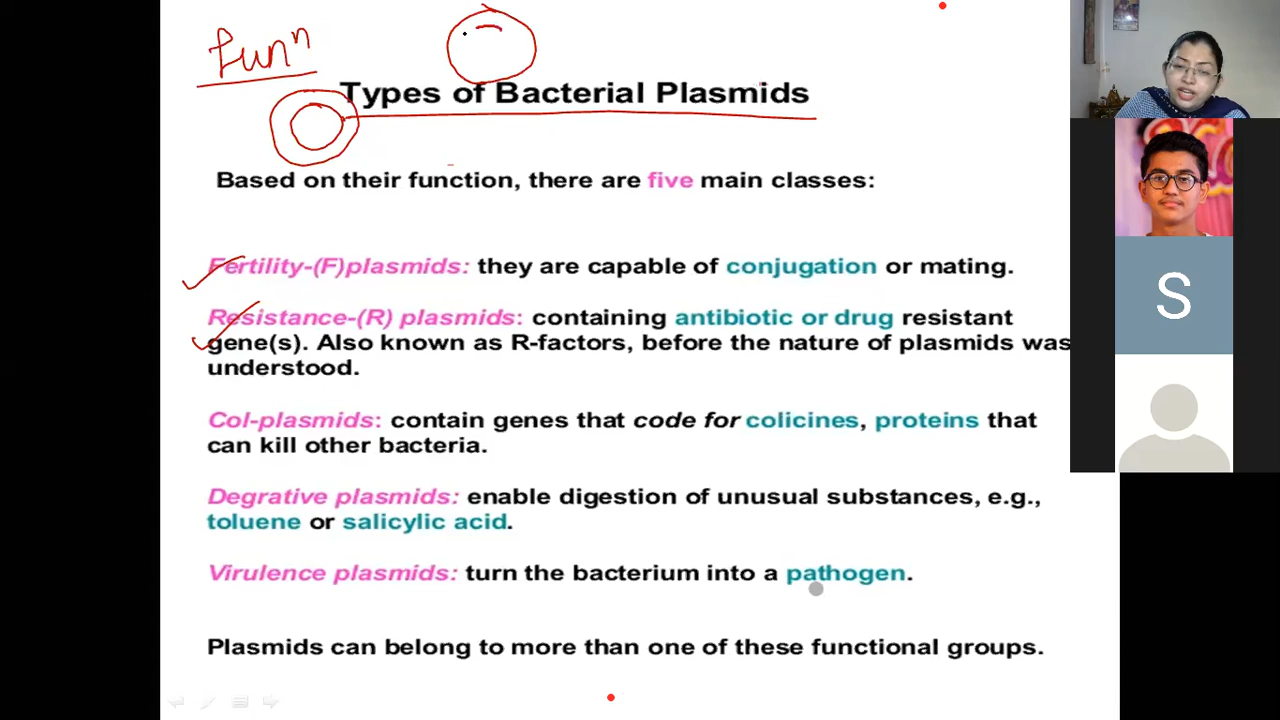 funⁿ
Types of Bacterial Plasmids
Based on their function, there are five main classes:
Fertility-(F)plasmids: they are capable of conjugation or mating.
Resistance-(R) plasmids: containing antibiotic or drug resistant
gene(s). Also known as R-factors, before the nature of plasmids was
understood.
Col-plasmids: contain genes that code for colicines, proteins that
can kill other bacteria.
Degrative plasmids: enable digestion of unusual substances, e.g.,
toluene or salicylic acid.
Virulence plasmids: turn the bacterium into a pathogen.
Plasmids can belong to more than one of these functional groups.
S